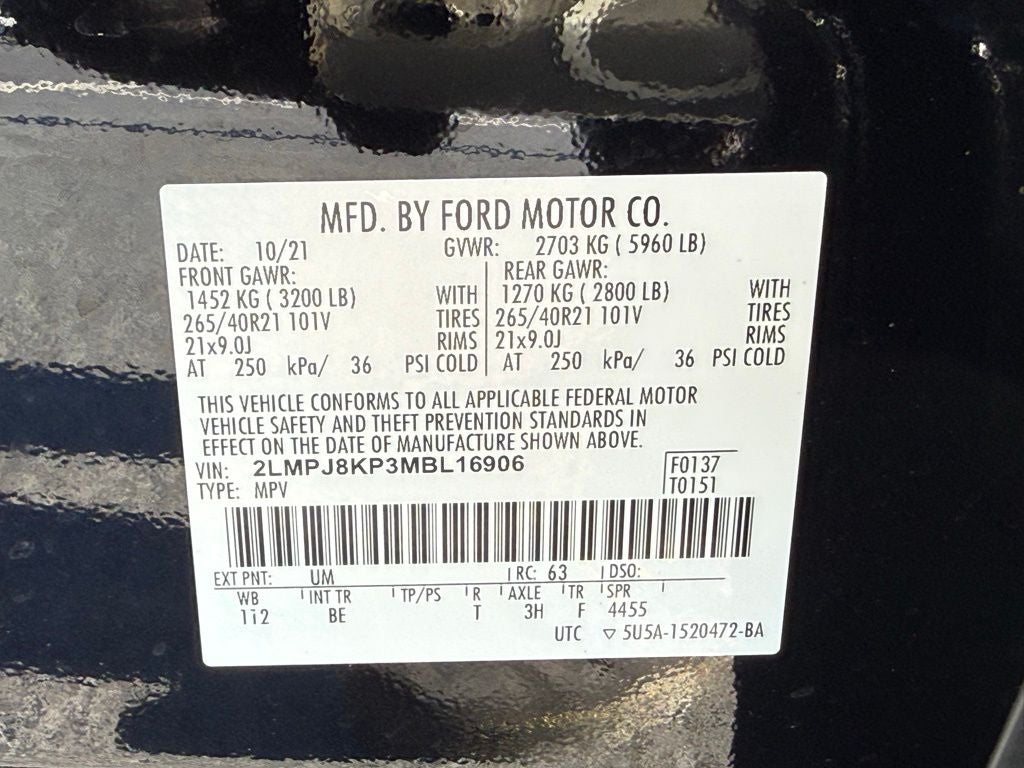 MFD. BY FORD MOTOR CO.
DATE: 10/21 GVWR: 2703 KG ( 5960 LB)
FRONT GAWR: REAR GAWR:
1452 KG ( 3200 LB) WITH 1270 KG ( 2800 LB) WITH
265/40R21 101V TIRES 265/40R21 101V TIRES
21x9.0J RIMS 21x9.0J RIMS
AT 250 kPa/ 36 PSI COLD AT 250 kPa/ 36 PSI COLD
THIS VEHICLE CONFORMS TO ALL APPLICABLE FEDERAL MOTOR
VEHICLE SAFETY AND THEFT PREVENTION STANDARDS IN
EFFECT ON THE DATE OF MANUFACTURE SHOWN ABOVE.
VIN: 2LMPJ8KP3MBL16906 F0137
TYPE: MPV T0151
EXT PNT: UM RC: 63 DSO:
WB INT TR TP/PS R AXLE TR SPR
112 BE T 3H F 4455
UTC ▽ 5U5A-1520472-BA